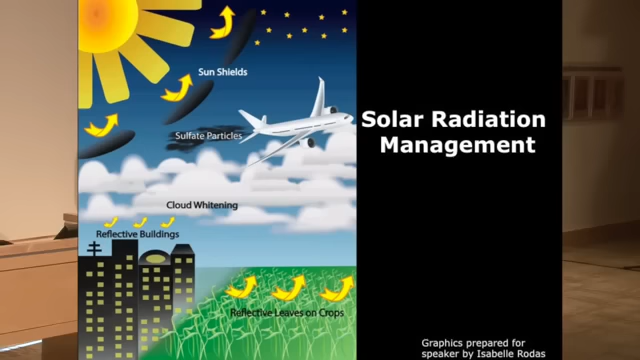 Sun Shields
Sulfate Particles
Cloud Whitening
Reflective Buildings
Reflective Leaves on Crops
Solar Radiation
Management
Graphics prepared for
speaker by Isabelle Rodas